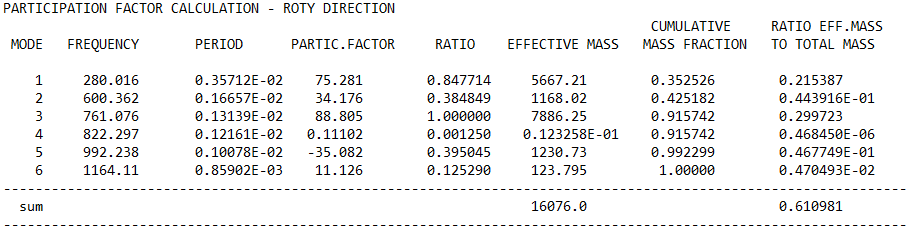 PARTICIPATION FACTOR CALCULATION - ROTY DIRECTION
CUMULATIVE RATIO EFF.MASS
MODE FREQUENCY PERIOD PARTIC.FACTOR RATIO EFFECTIVE MASS MASS FRACTION TO TOTAL MASS
1 280.016 0.35712E-02 75.281 0.847714 5667.21 0.352526 0.215387
2 600.362 0.16657E-02 34.176 0.384849 1168.02 0.425182 0.443916E-01
3 761.076 0.13139E-02 88.805 1.000000 7886.25 0.915742 0.299723
4 822.297 0.12161E-02 0.11102 0.001250 0.123258E-01 0.915742 0.468450E-06
5 992.238 0.10078E-02 -35.082 0.395045 1230.73 0.992299 0.467749E-01
6 1164.11 0.85902E-03 11.126 0.125290 123.795 1.00000 0.470493E-02
sum 16076.0 0.610981